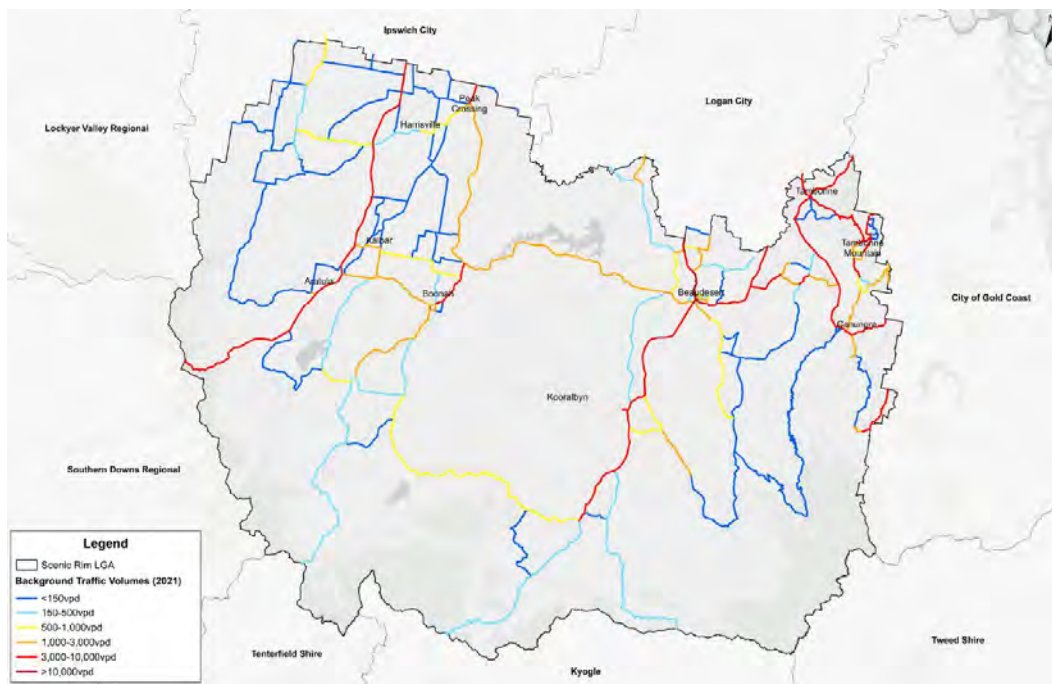 Ipswich City
Peak
Crossing
Logan City
Harrisville
Lockyer Valley Regional
Tamborine
Kalbar
Tamborine
Mountain
Aratula
Boonah
Beaudesert
City of Gold Coast
Canungra
Kooralbyn
Southern Downs Regional
Legend
Scenic Rim LGA
Background Traffic Volumes (2021)
<150vpd
150-500vpd
500-1,000vpd
1,000-3,000vpd
3,000-10,000vpd
>10,000vpd
Tenterfield Shire
Kyogle
Tweed Shire